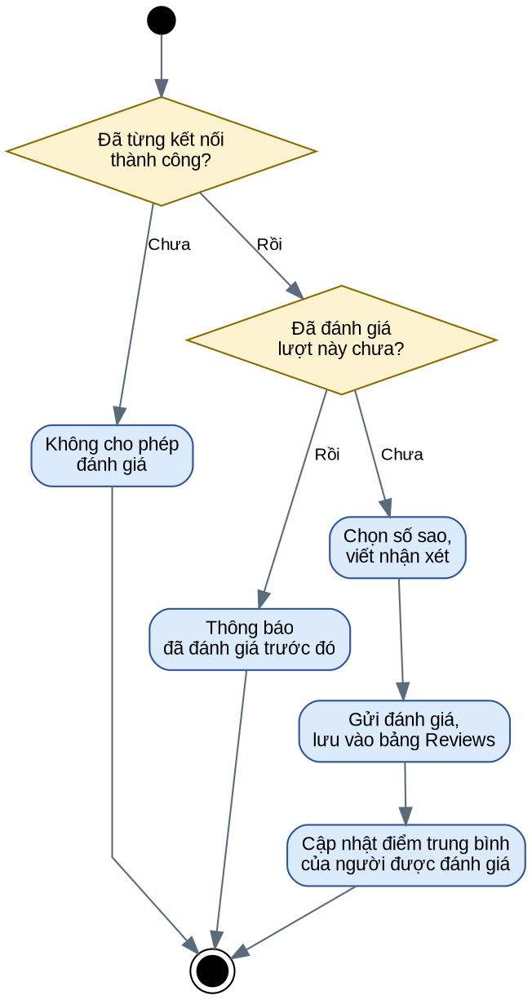 Đã từng kết nối
thành công?
Chưa
Rồi
Đã đánh giá
lượt này chưa?
Không cho phép
đánh giá
Rồi
Chưa
Chọn số sao,
viết nhận xét
Thông báo
đã đánh giá trước đó
Gửi đánh giá,
lưu vào bảng Reviews
Cập nhật điểm trung bình
của người được đánh giá